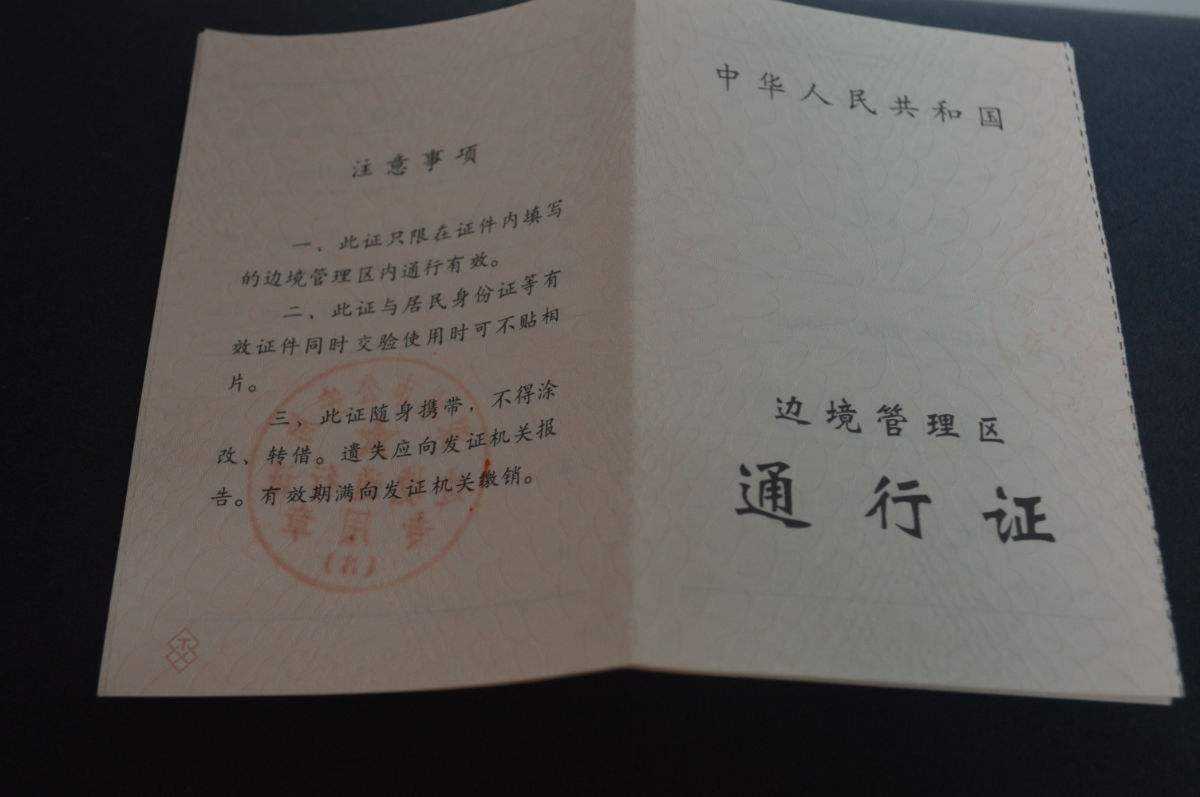 注意事项
一、此证只限在证件内填写
的边境管理区内通行有效。
二、此证与居民身份证等有
效证件同时交验使用时可不贴相
片。
三、此证随身携带，不得涂
改、转借。遗失应向发证机关报
告。有效期满向发证机关缴销。
中华人民共和国
边境管理区
通行证